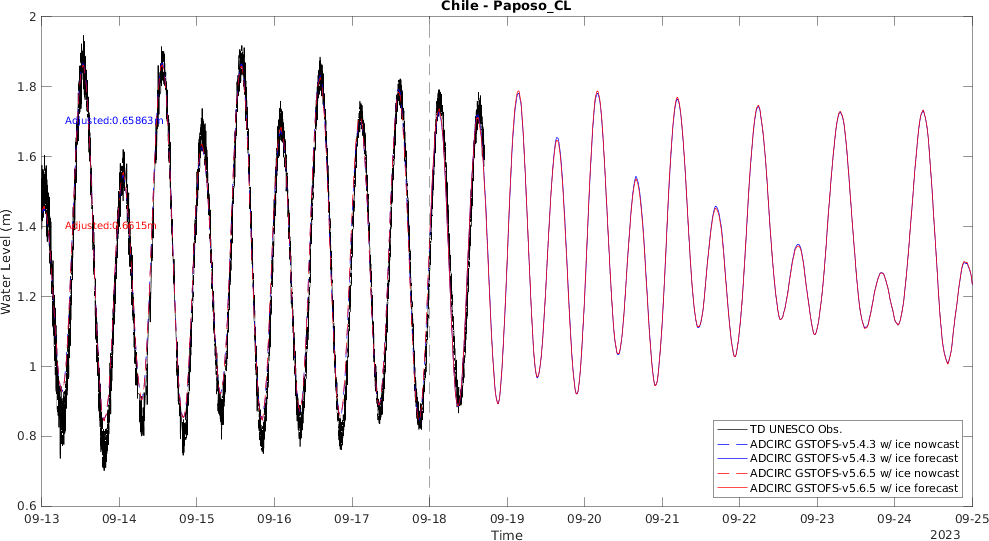 Chile - Paposo_CL
2
1.8
1.6
1.4
1.2
1
0.8
0.6
Water Level (m)
Adjusted:0.65863m
Adjusted:0.6615m
TD UNESCO Obs.
ADCIRC GSTOFS-v5.4.3 w/ ice nowcast
ADCIRC GSTOFS-v5.4.3 w/ ice forecast
ADCIRC GSTOFS-v5.6.5 w/ ice nowcast
ADCIRC GSTOFS-v5.6.5 w/ ice forecast
09-13 09-14 09-15 09-16 09-17 09-18 09-19 09-20 09-21 09-22 09-23 09-24 09-25
Time
2023